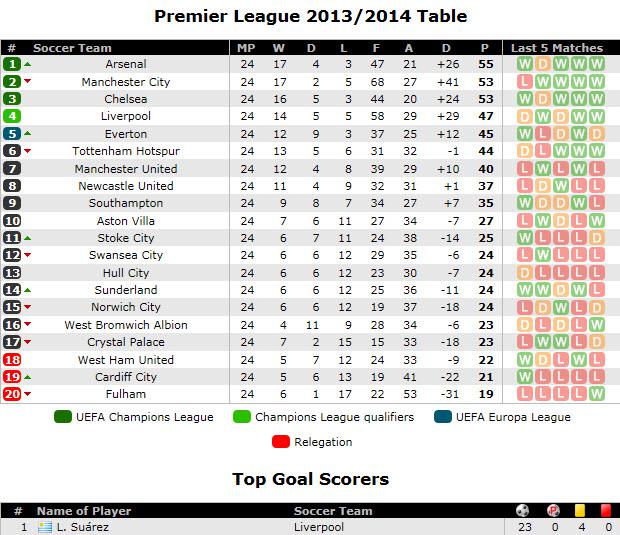 Premier League 2013/2014 Table
# Soccer Team MP W D L F A D P Last 5 Matches
1 Arsenal 24 17 4 3 47 21 +26 55 W D W W W
2 Manchester City 24 17 2 5 68 27 +41 53 L W W W W
3 Chelsea 24 16 5 3 44 20 +24 53 W D W W W
4 Liverpool 24 14 5 5 58 29 +29 47 D W D W W
5 Everton 24 12 9 3 37 25 +12 45 W L D W D
6 Tottenham Hotspur 24 13 5 6 31 32 -1 44 D L W W W
7 Manchester United 24 12 4 8 39 29 +10 40 L W L W L
8 Newcastle United 24 11 4 9 32 31 +1 37 L D W L L
9 Southampton 24 9 8 7 34 27 +7 35 W D D W L
10 Aston Villa 24 7 6 11 27 34 -7 27 L W D L W
11 Stoke City 24 6 7 11 24 38 -14 25 W L L L D
12 Swansea City 24 6 6 12 29 35 -6 24 L W L L L
13 Hull City 24 6 6 12 23 30 -7 24 D L L L L
14 Sunderland 24 6 6 12 25 36 -11 24 W W D W L
15 Norwich City 24 6 6 12 19 37 -18 24 L D W L D
16 West Bromwich Albion 24 4 11 9 28 34 -6 23 D L D L W
17 Crystal Palace 24 7 2 15 15 33 -18 23 L W W D L
18 West Ham United 24 5 7 12 24 33 -9 22 W D L W L
19 Cardiff City 24 5 6 13 19 41 -22 21 W L L L L
20 Fulham 24 6 1 17 22 53 -31 19 L L L L W
UEFA Champions League Champions League qualifiers UEFA Europa League
Relegation
Top Goal Scorers
# Name of Player Soccer Team P
1 L. Suárez Liverpool 23 0 4 0